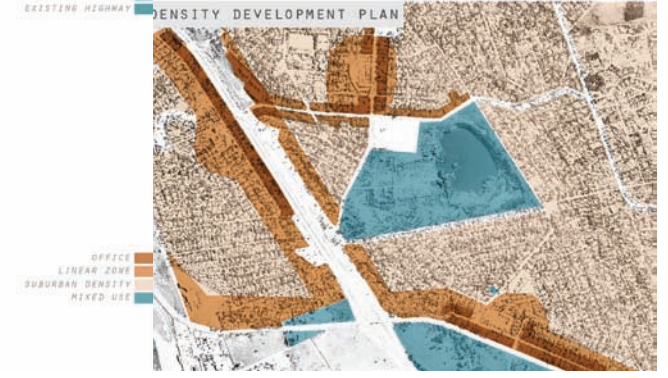 EXISTING HIGHWAY
DENSITY DEVELOPMENT PLAN
OFFICE
LINEAR ZONE
SUBURBAN DENSITY
MIXED USE